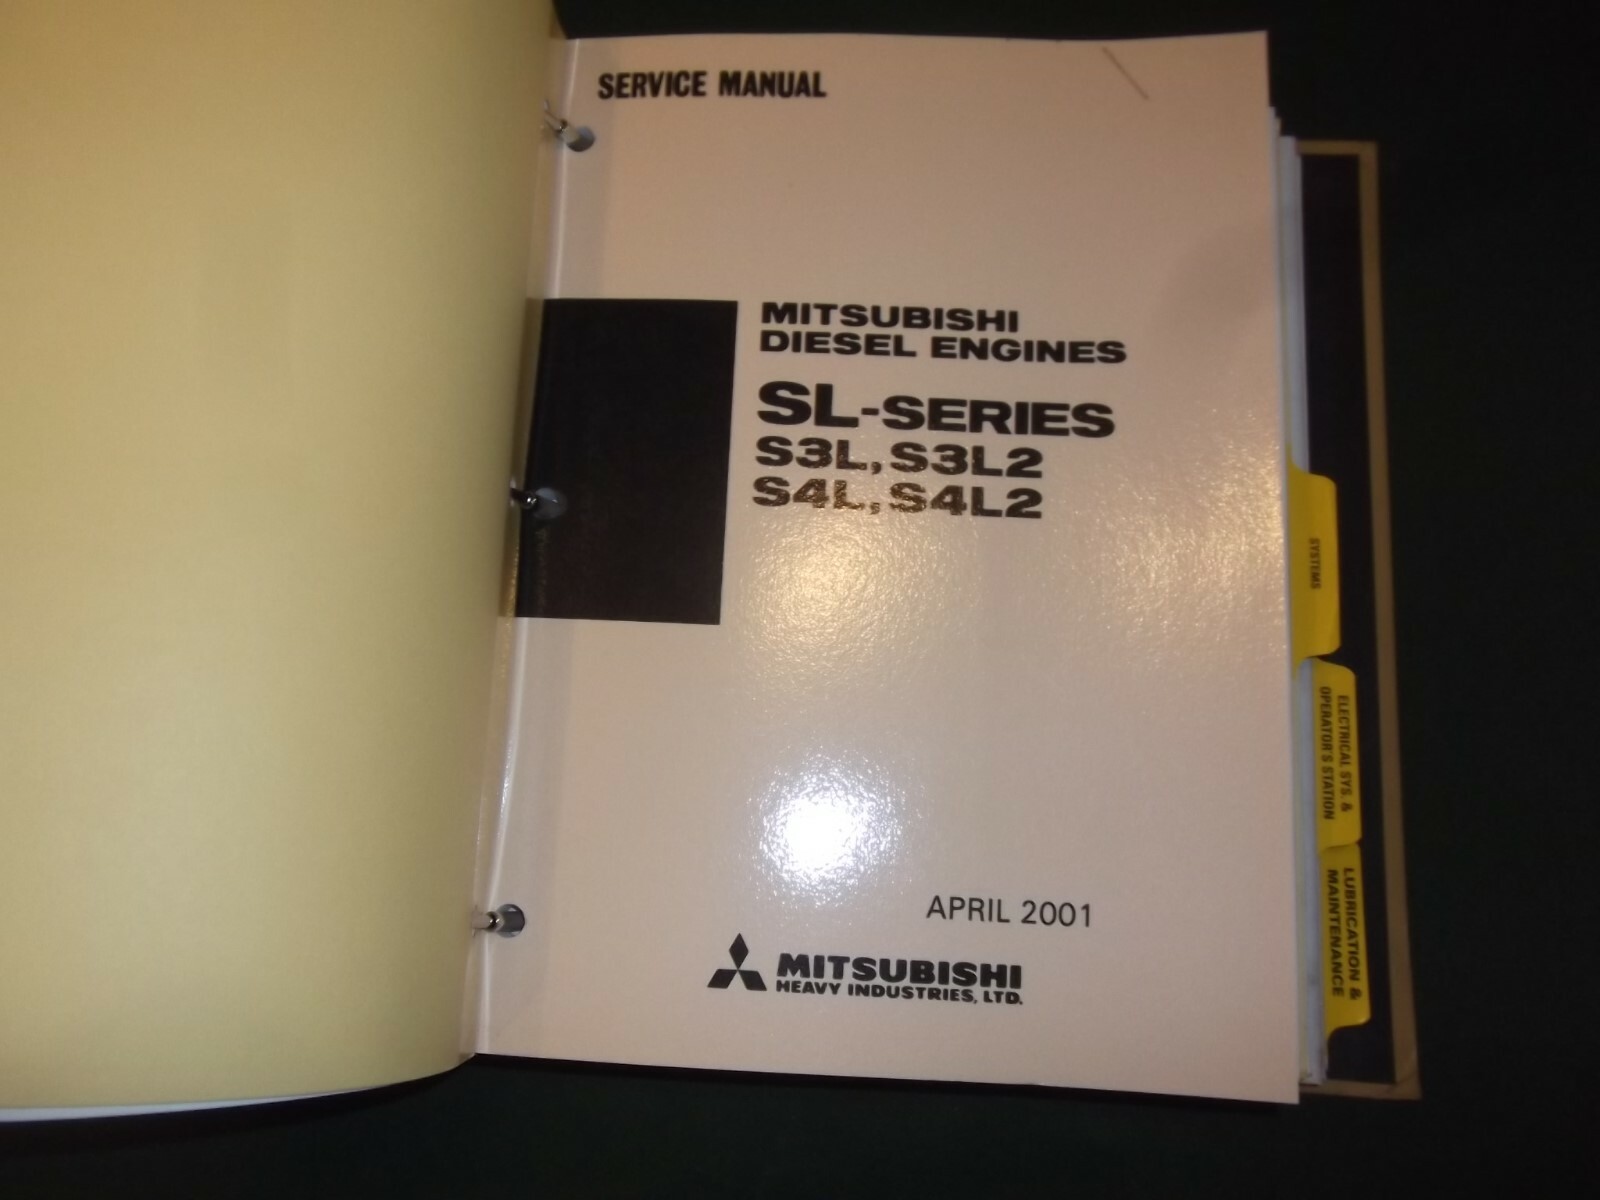 SERVICE MANUAL
MITSUBISHI
DIESEL ENGINES
SL-SERIES
S3L, S3L2
S4L, S4L2
APRIL 2001
MITSUBISHI
HEAVY INDUSTRIES, LTD.
SYSTEMS
ELECTRICAL SYS. &
OPERATOR'S STATION
LUBRICATION &
MAINTENANCE